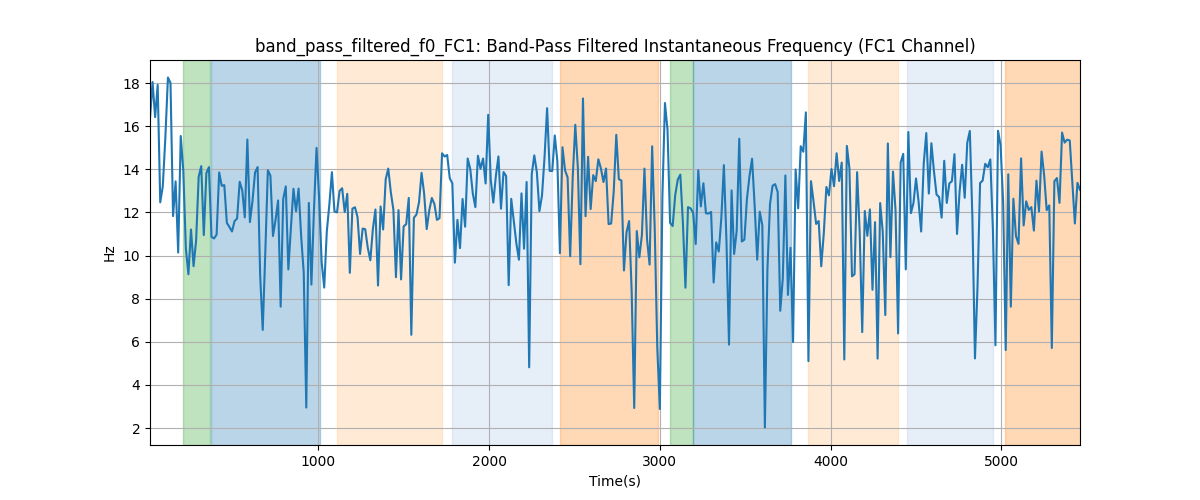 band_pass_filtered_f0_FC1: Band-Pass Filtered Instantaneous Frequency (FC1 Channel)
18
16
14
12
10
8
6
4
2
Hz
1000 2000 3000 4000 5000
Time(s)